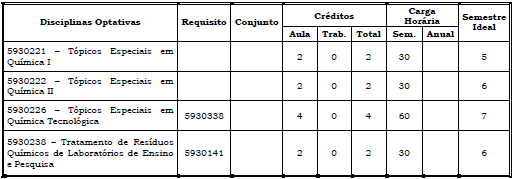 Disciplinas Optativas Requisito Conjunto Créditos Carga Horária Semestre Ideal
Aula Trab. Total Sem. Anual
5930221 – Tópicos Especiais em
Química I 2 0 2 30 5
5930222 – Tópicos Especiais em
Química II 2 0 2 30 6
5930226 – Tópicos Especiais em
Química Tecnológica 5930338 4 0 4 60 7
5930238 – Tratamento de Resíduos
Químicos de Laboratórios de Ensino 5930141 2 0 2 30 6
e Pesquisa